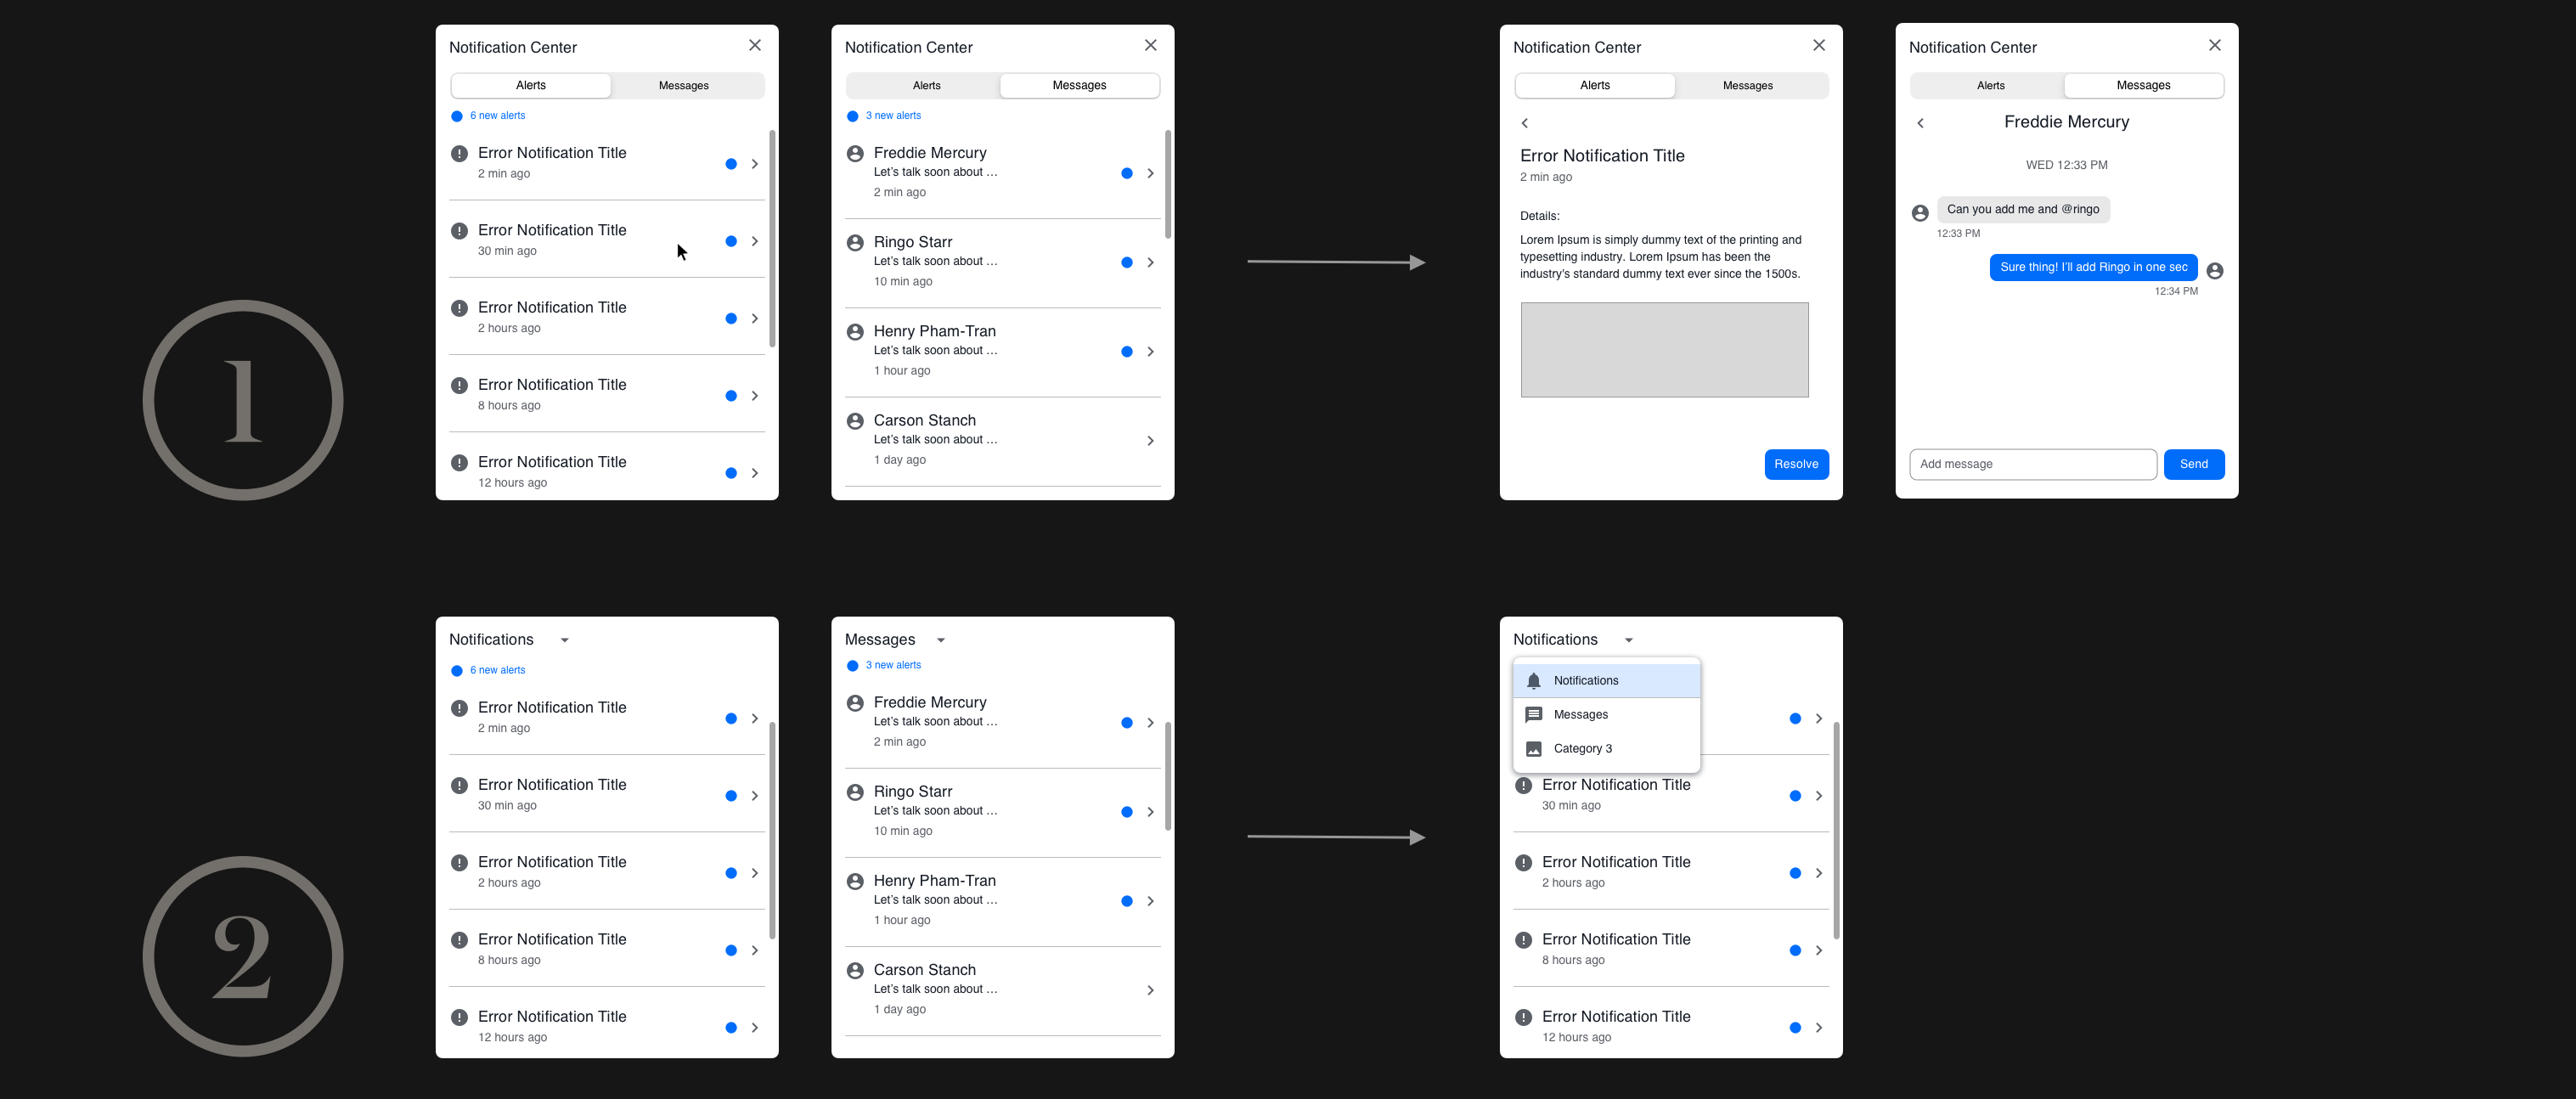 1
Notification Center
Alerts Messages
6 new alerts
Error Notification Title
2 min ago
Error Notification Title
30 min ago
Error Notification Title
2 hours ago
Error Notification Title
8 hours ago
Error Notification Title
12 hours ago
Notification Center
Alerts Messages
3 new alerts
Freddie Mercury
Let's talk soon about ...
2 min ago
Ringo Starr
Let's talk soon about ...
10 min ago
Henry Pham-Tran
Let's talk soon about ...
1 hour ago
Carson Stanch
Let's talk soon about ...
1 day ago
Notification Center
Alerts Messages
Error Notification Title
2 min ago
Details:
Lorem Ipsum is simply dummy text of the printing and
typesetting industry. Lorem Ipsum has been the
industry's standard dummy text ever since the 1500s.
Resolve
Notification Center
Alerts Messages
Freddie Mercury
WED 12:33 PM
Can you add me and @ringo
12:33 PM
Sure thing! I'll add Ringo in one sec
12:34 PM
Add message Send
2
Notifications
6 new alerts
Error Notification Title
2 min ago
Error Notification Title
30 min ago
Error Notification Title
2 hours ago
Error Notification Title
8 hours ago
Error Notification Title
12 hours ago
Messages
3 new alerts
Freddie Mercury
Let's talk soon about ...
2 min ago
Ringo Starr
Let's talk soon about ...
10 min ago
Henry Pham-Tran
Let's talk soon about ...
1 hour ago
Carson Stanch
Let's talk soon about ...
1 day ago
Notifications
Notifications
Messages
Category 3
Error Notification Title
30 min ago
Error Notification Title
2 hours ago
Error Notification Title
8 hours ago
Error Notification Title
12 hours ago